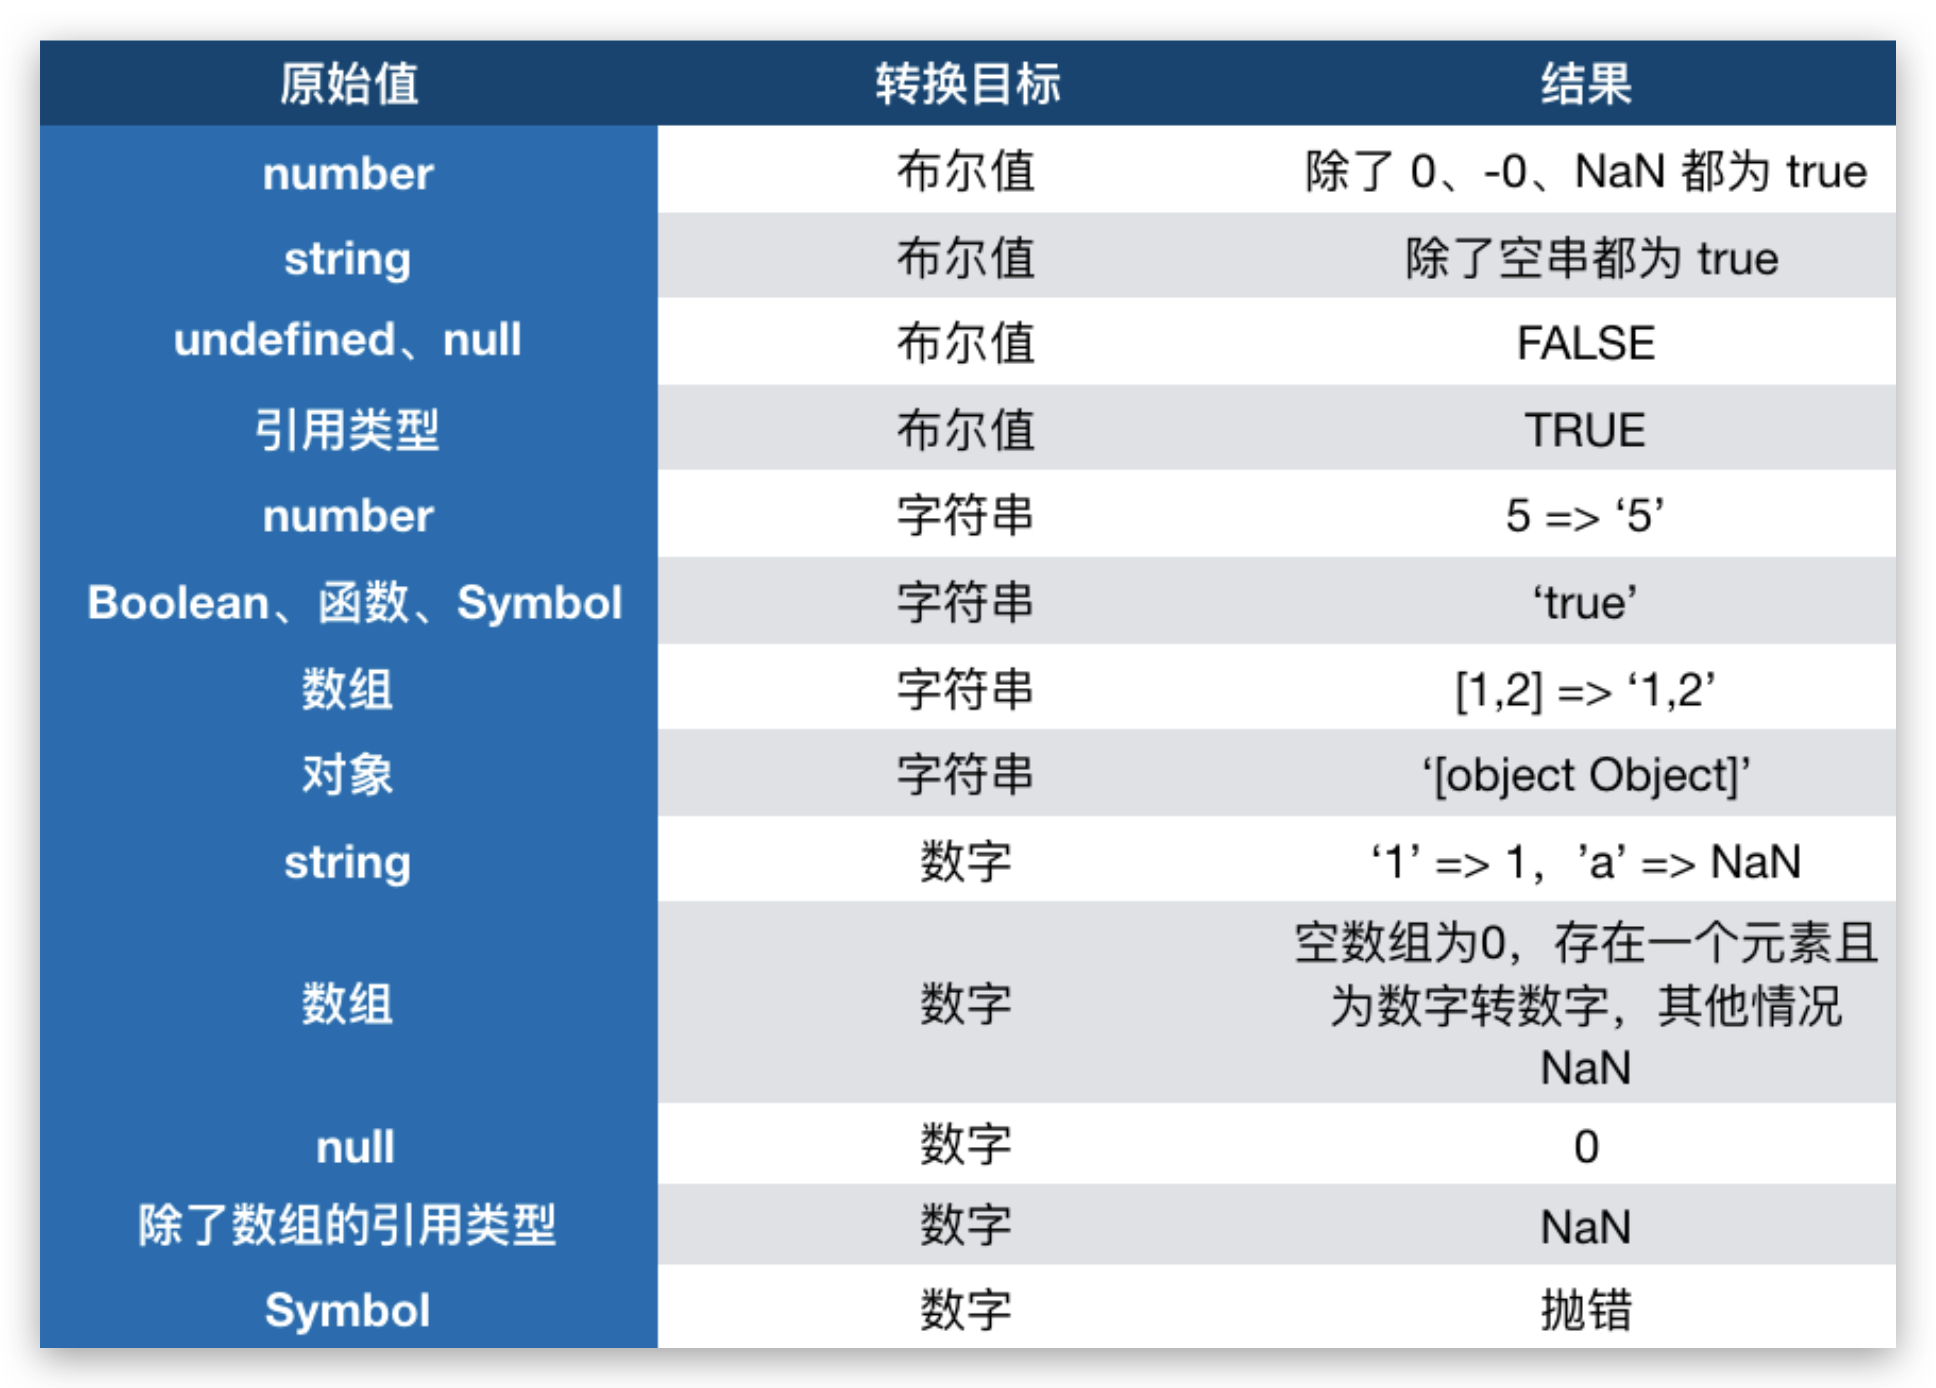 原始值 转换目标 结果
number 布尔值 除了 0、-0、NaN 都为 true
string 布尔值 除了空串都为 true
undefined、null 布尔值 FALSE
引用类型 布尔值 TRUE
number 字符串 5 => ‘5’
Boolean、函数、Symbol 字符串 ‘true’
数组 字符串 [1,2] => ‘1,2’
对象 字符串 ‘[object Object]’
string 数字 ‘1’ => 1，’a’ => NaN
数组 数字 空数组为0，存在一个元素且
为数字转数字，其他情况
NaN
null 数字 0
除了数组的引用类型 数字 NaN
Symbol 数字 抛错